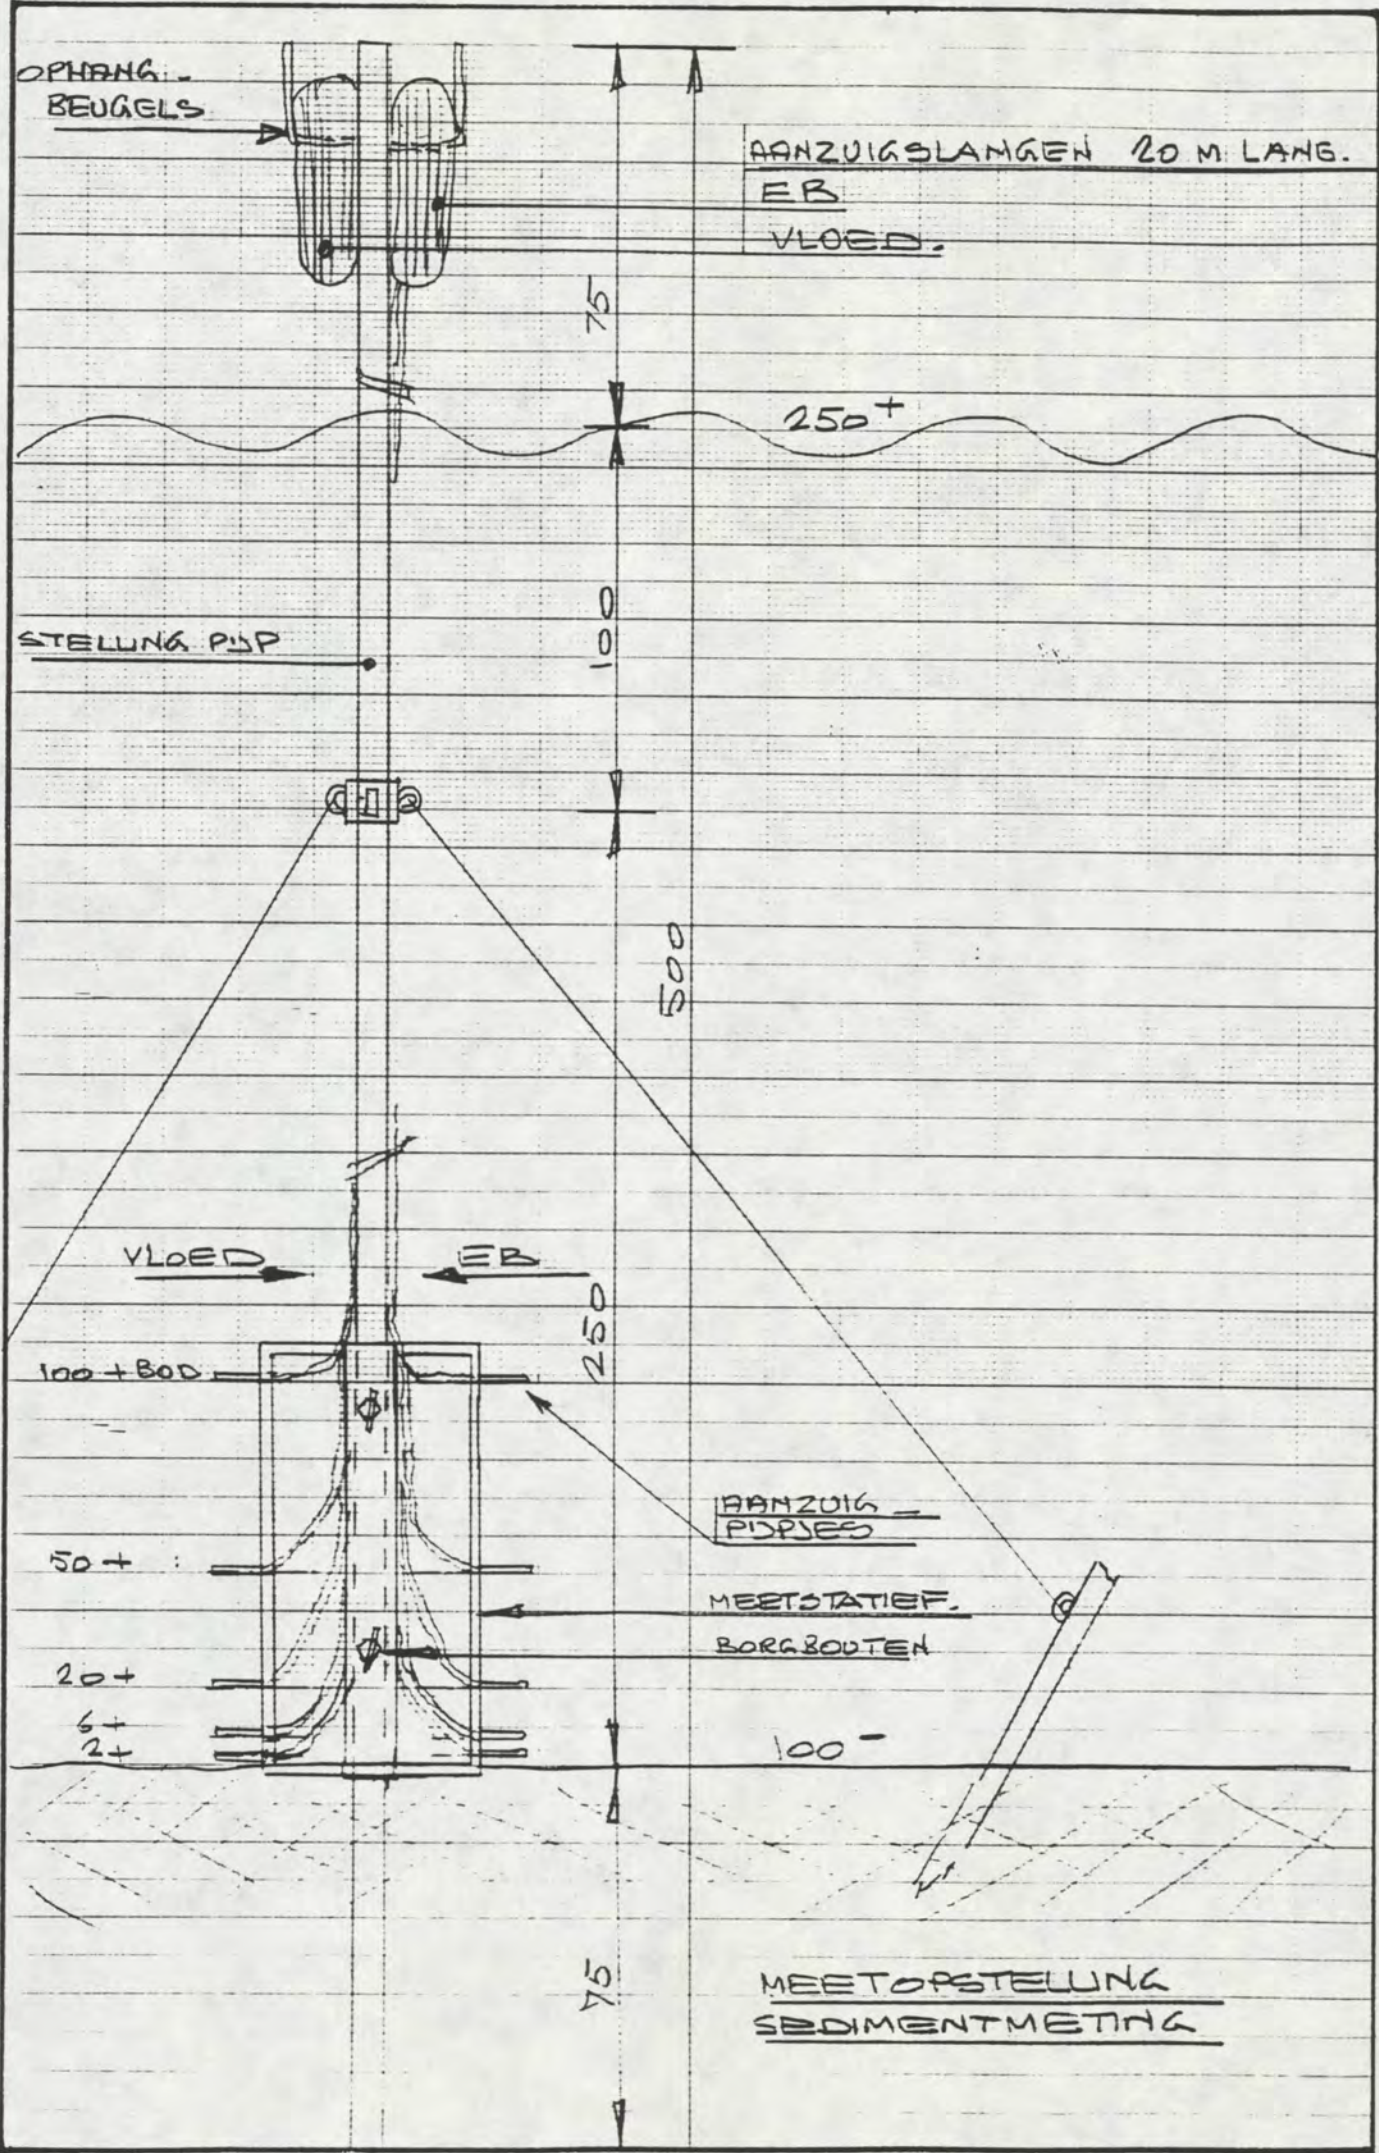 OPHANG-
BEUGELS
AANZUIGSLANGEN 20 M LANG.
EB
VLOED.
75
250+
100
STELLING PIJP
500
VLOED
EB
250
100 + BOD
AANZUIG-
PIJPJES
50 +
MEETSTATIEF.
BORGBOUTEN
20 +
6 +
2 +
100 -
75
MEETOPSTELLING
SEDIMENTMETING